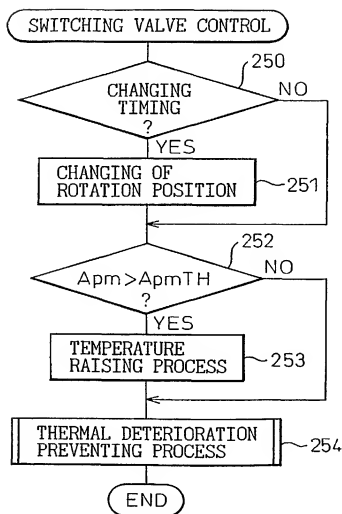 SWITCHING VALVE CONTROL
250
CHANGING
TIMING
?
NO
YES
CHANGING OF
ROTATION POSITION
251
252
Apm>ApmTH
?
NO
YES
TEMPERATURE
RAISING PROCESS
253
THERMAL DETERIORATION
PREVENTING PROCESS
254
END